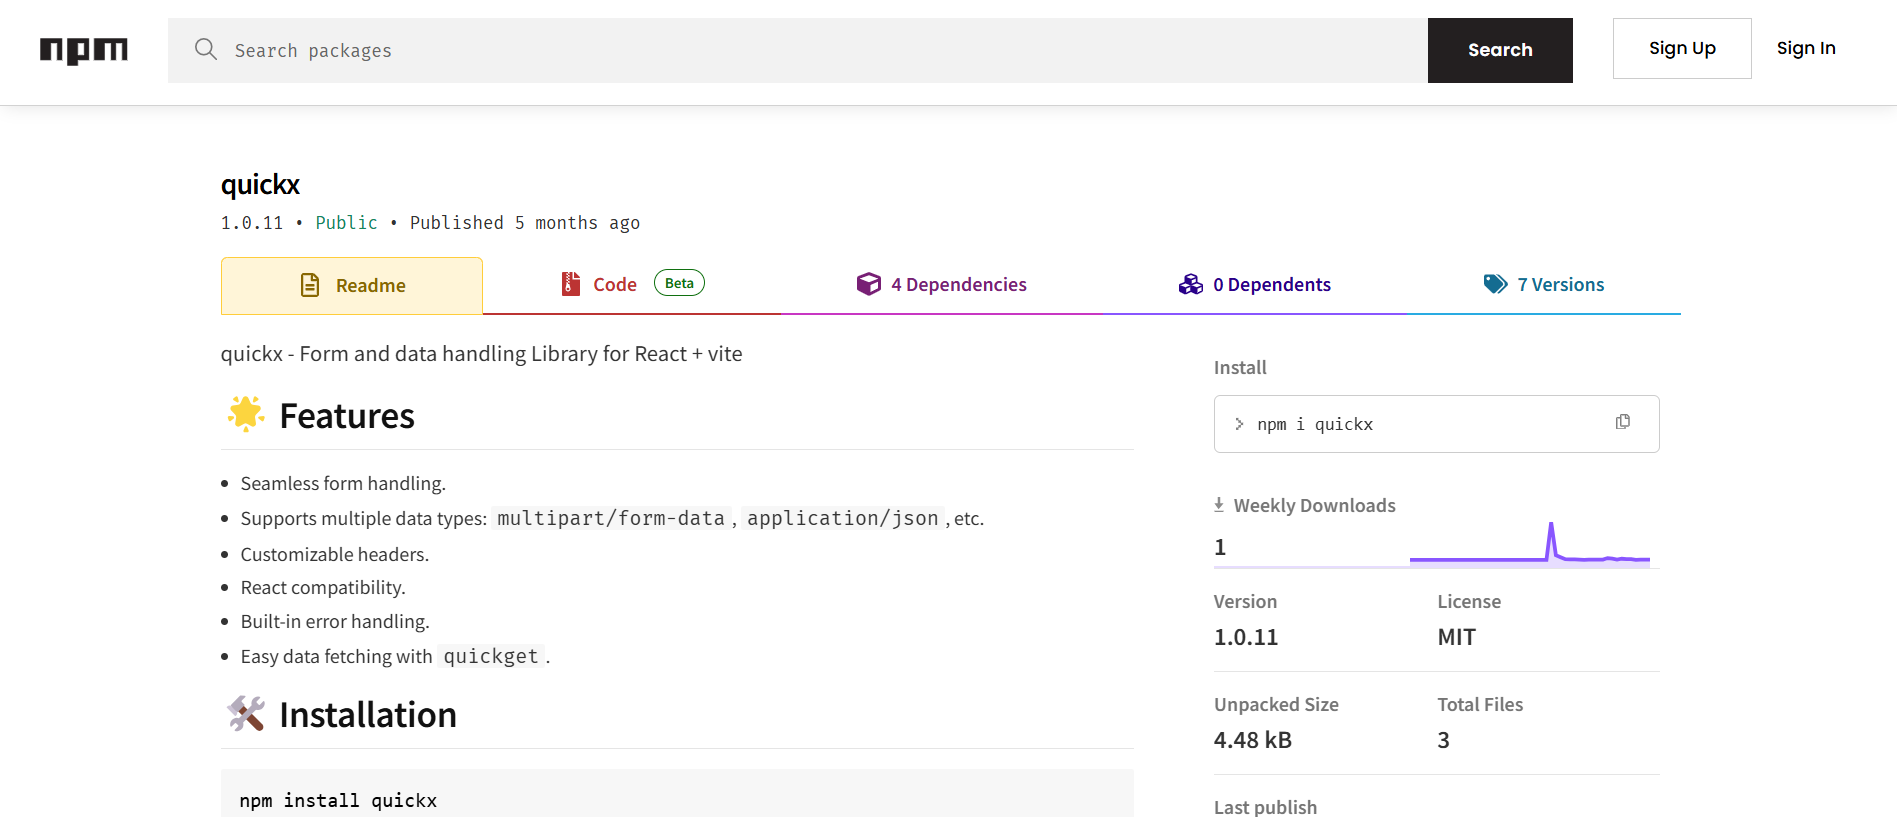 npm
Search packages
Search
Sign Up
Sign In
quickx
1.0.11 • Public • Published 5 months ago
Readme
Code Beta
4 Dependencies
0 Dependents
7 Versions
quickx - Form and data handling Library for React + vite
🌟 Features
• Seamless form handling.
• Supports multiple data types: multipart/form-data, application/json, etc.
• Customizable headers.
• React compatibility.
• Built-in error handling.
• Easy data fetching with quickget.
🛠️ Installation
npm install quickx
Install
> npm i quickx
Weekly Downloads
1
Version
1.0.11
License
MIT
Unpacked Size
4.48 kB
Total Files
3
Last publish